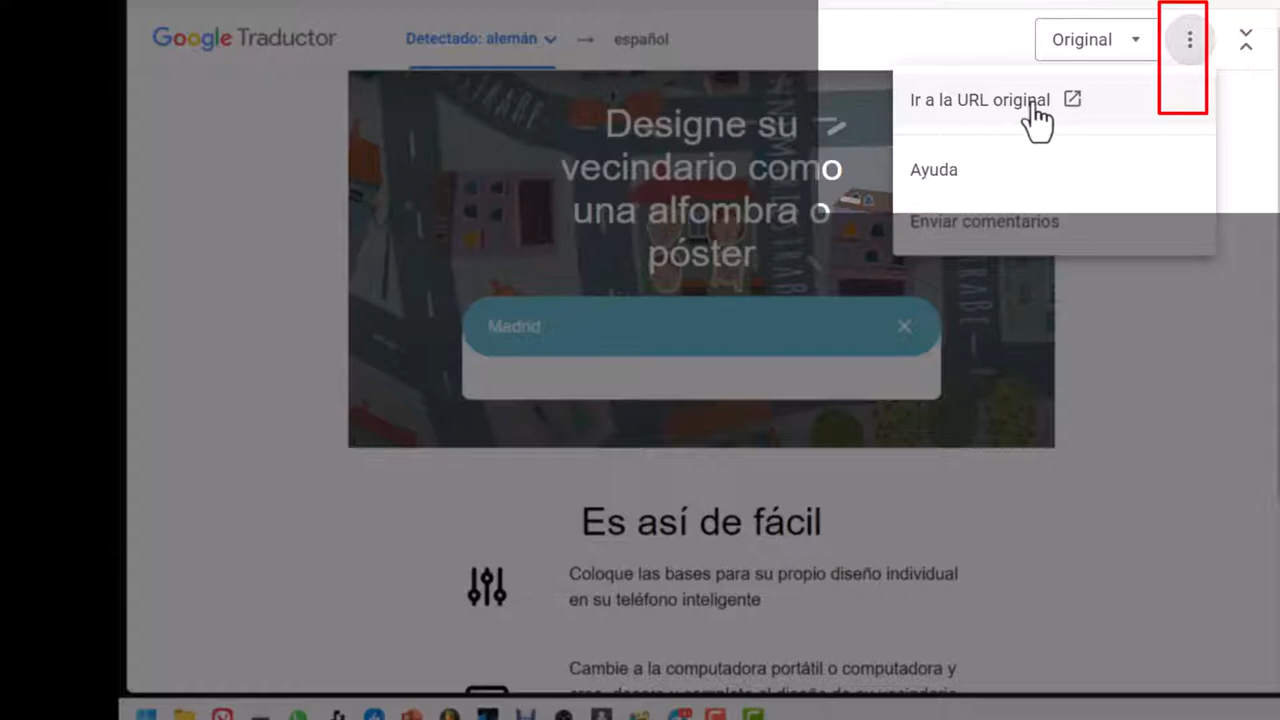 Google Traductor
Detectado: alemán
español
Original
Ir a la URL original
Ayuda
Enviar comentarios
Designe su
vecindario como
una alfombra o
póster
Madrid
Es así de fácil
Coloque las bases para su propio diseño individual
en su teléfono inteligente
Cambie a la computadora portátil o computadora y